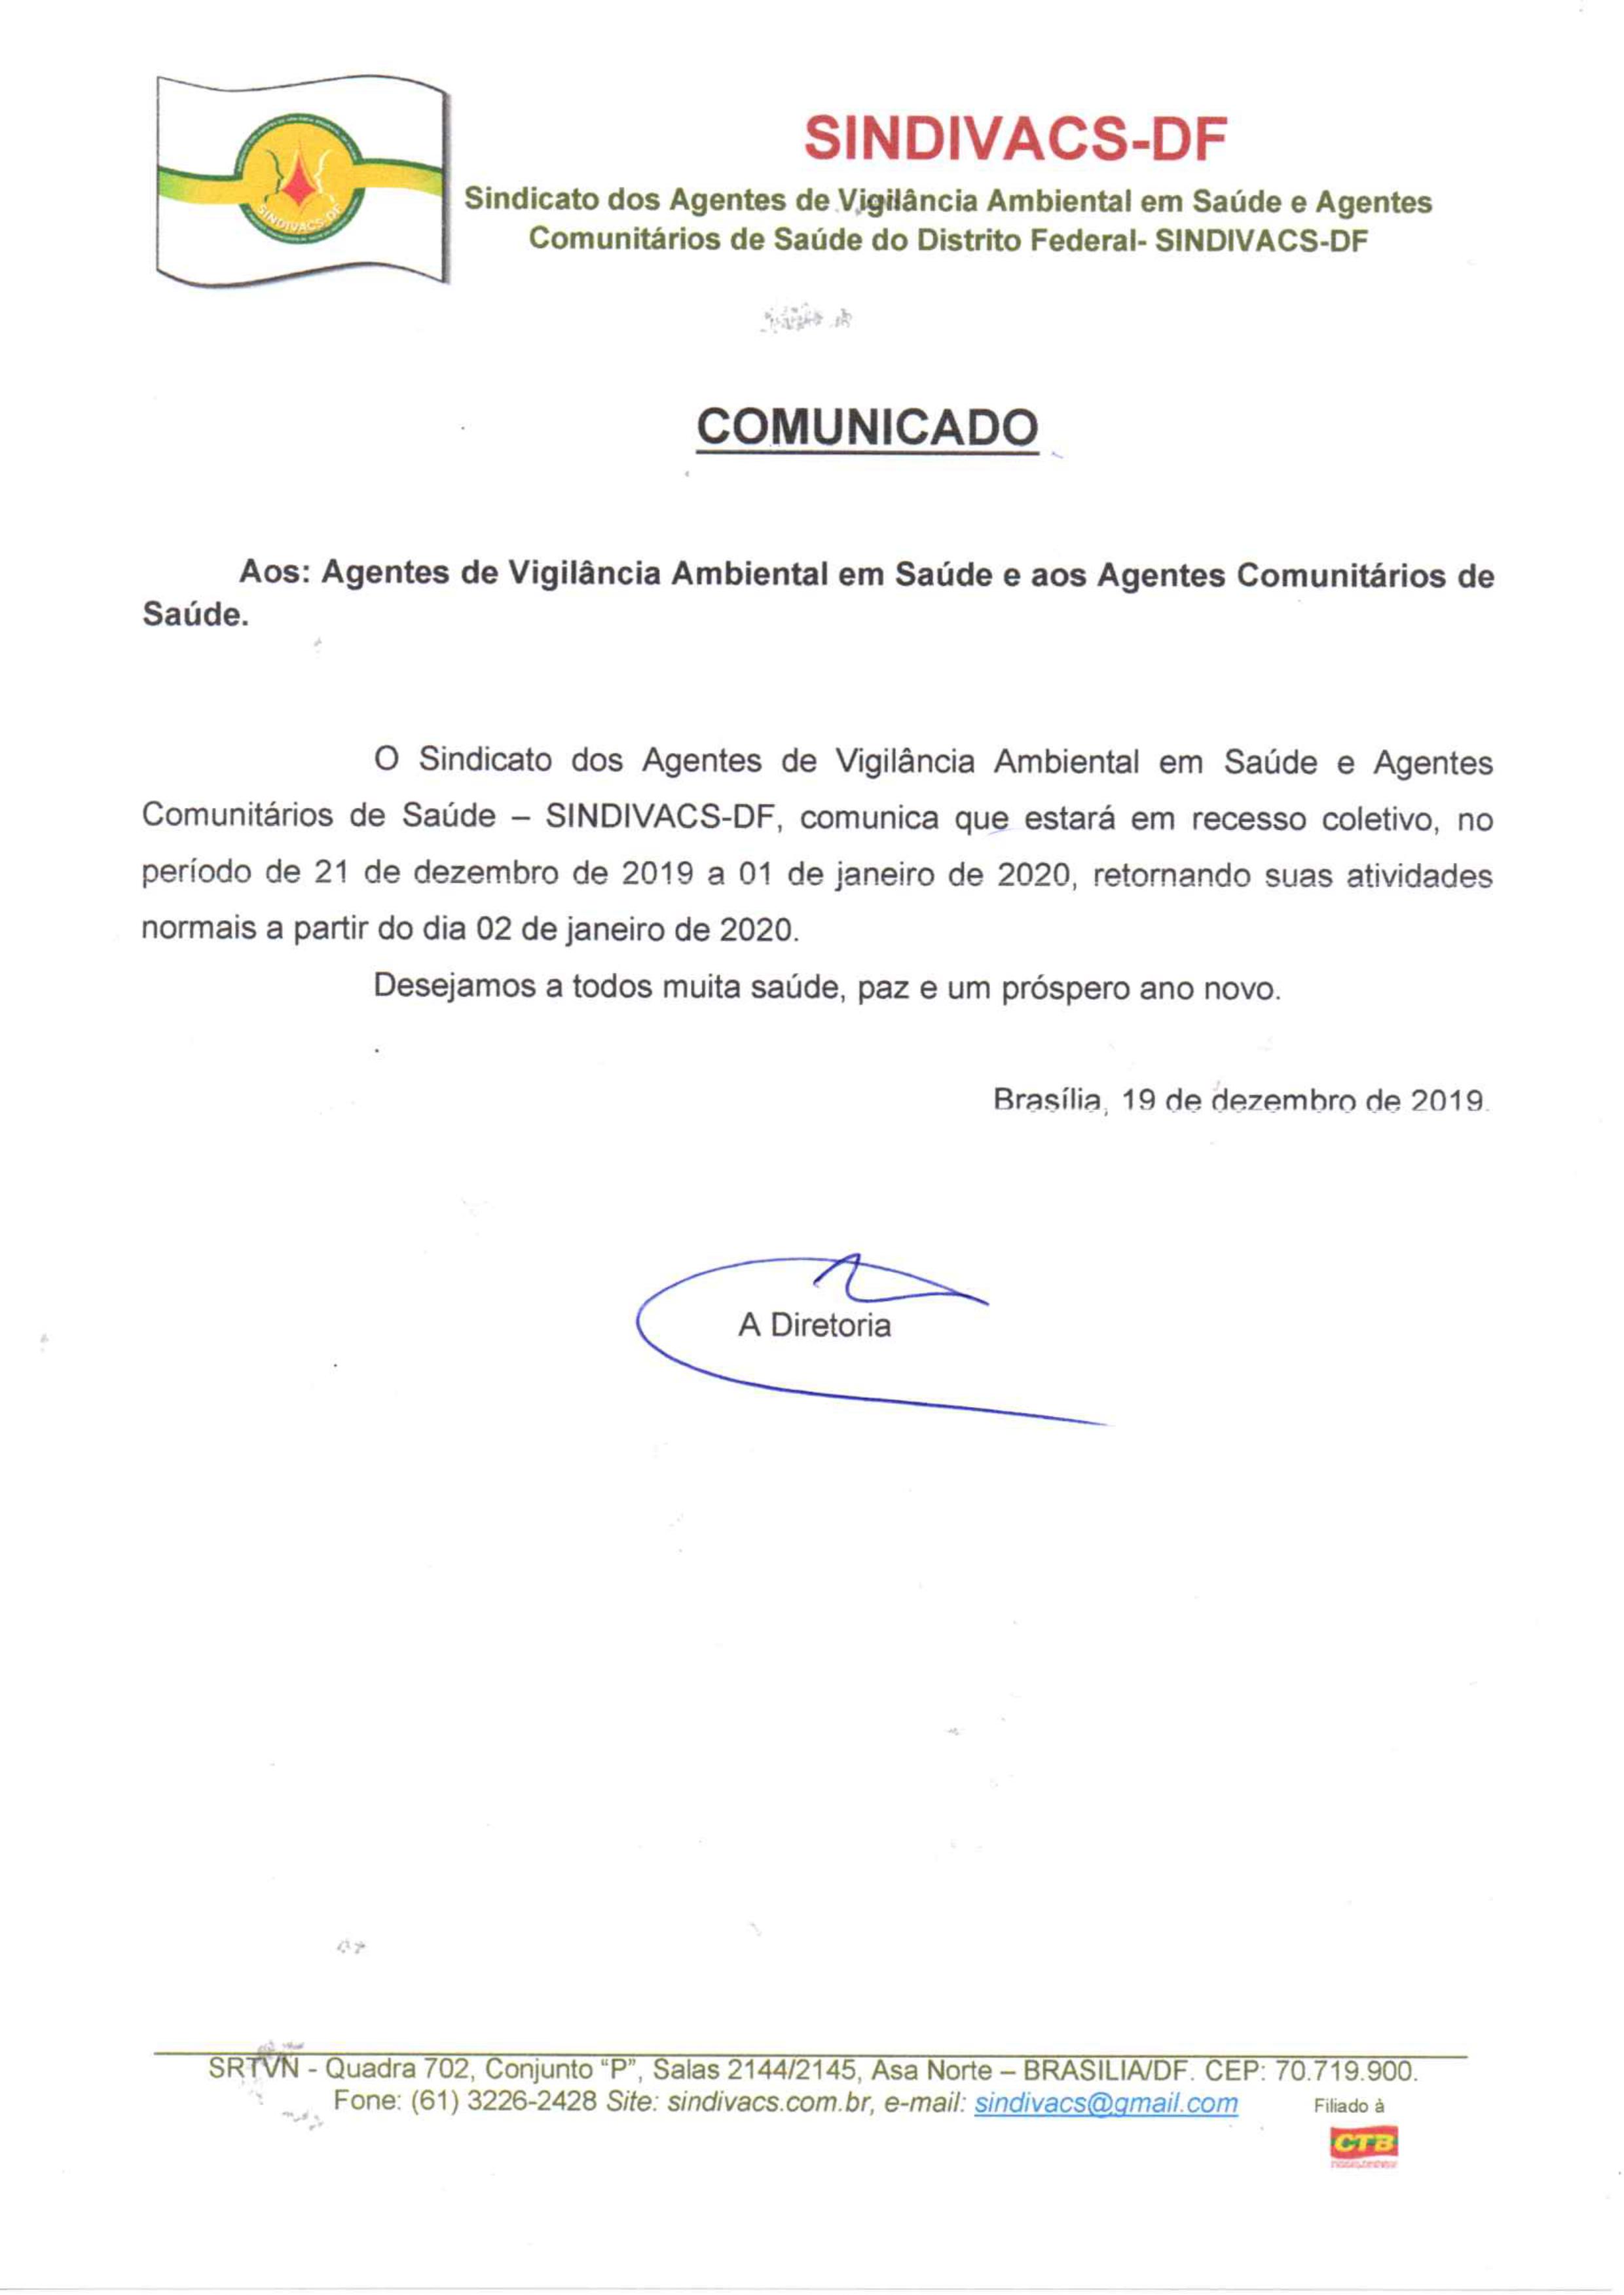 SINDIVACS-DF
Sindicato dos Agentes de Vigilância Ambiental em Saúde e Agentes
Comunitários de Saúde do Distrito Federal- SINDIVACS-DF
SINDIVACS-DF
COMUNICADO
Aos: Agentes de Vigilância Ambiental em Saúde e aos Agentes Comunitários de
Saúde.
O Sindicato dos Agentes de Vigilância Ambiental em Saúde e Agentes
Comunitários de Saúde – SINDIVACS-DF, comunica que estará em recesso coletivo, no
período de 21 de dezembro de 2019 a 01 de janeiro de 2020, retornando suas atividades
normais a partir do dia 02 de janeiro de 2020.
Desejamos a todos muita saúde, paz e um próspero ano novo.
Brasília, 19 de dezembro de 2019.
A Diretoria
SRTVN - Quadra 702, Conjunto “P”, Salas 2144/2145, Asa Norte – BRASILIA/DF. CEP: 70.719.900.
Fone: (61) 3226-2428 Site: sindivacs.com.br, e-mail: sindivacs@gmail.com
Filiado à
CTB